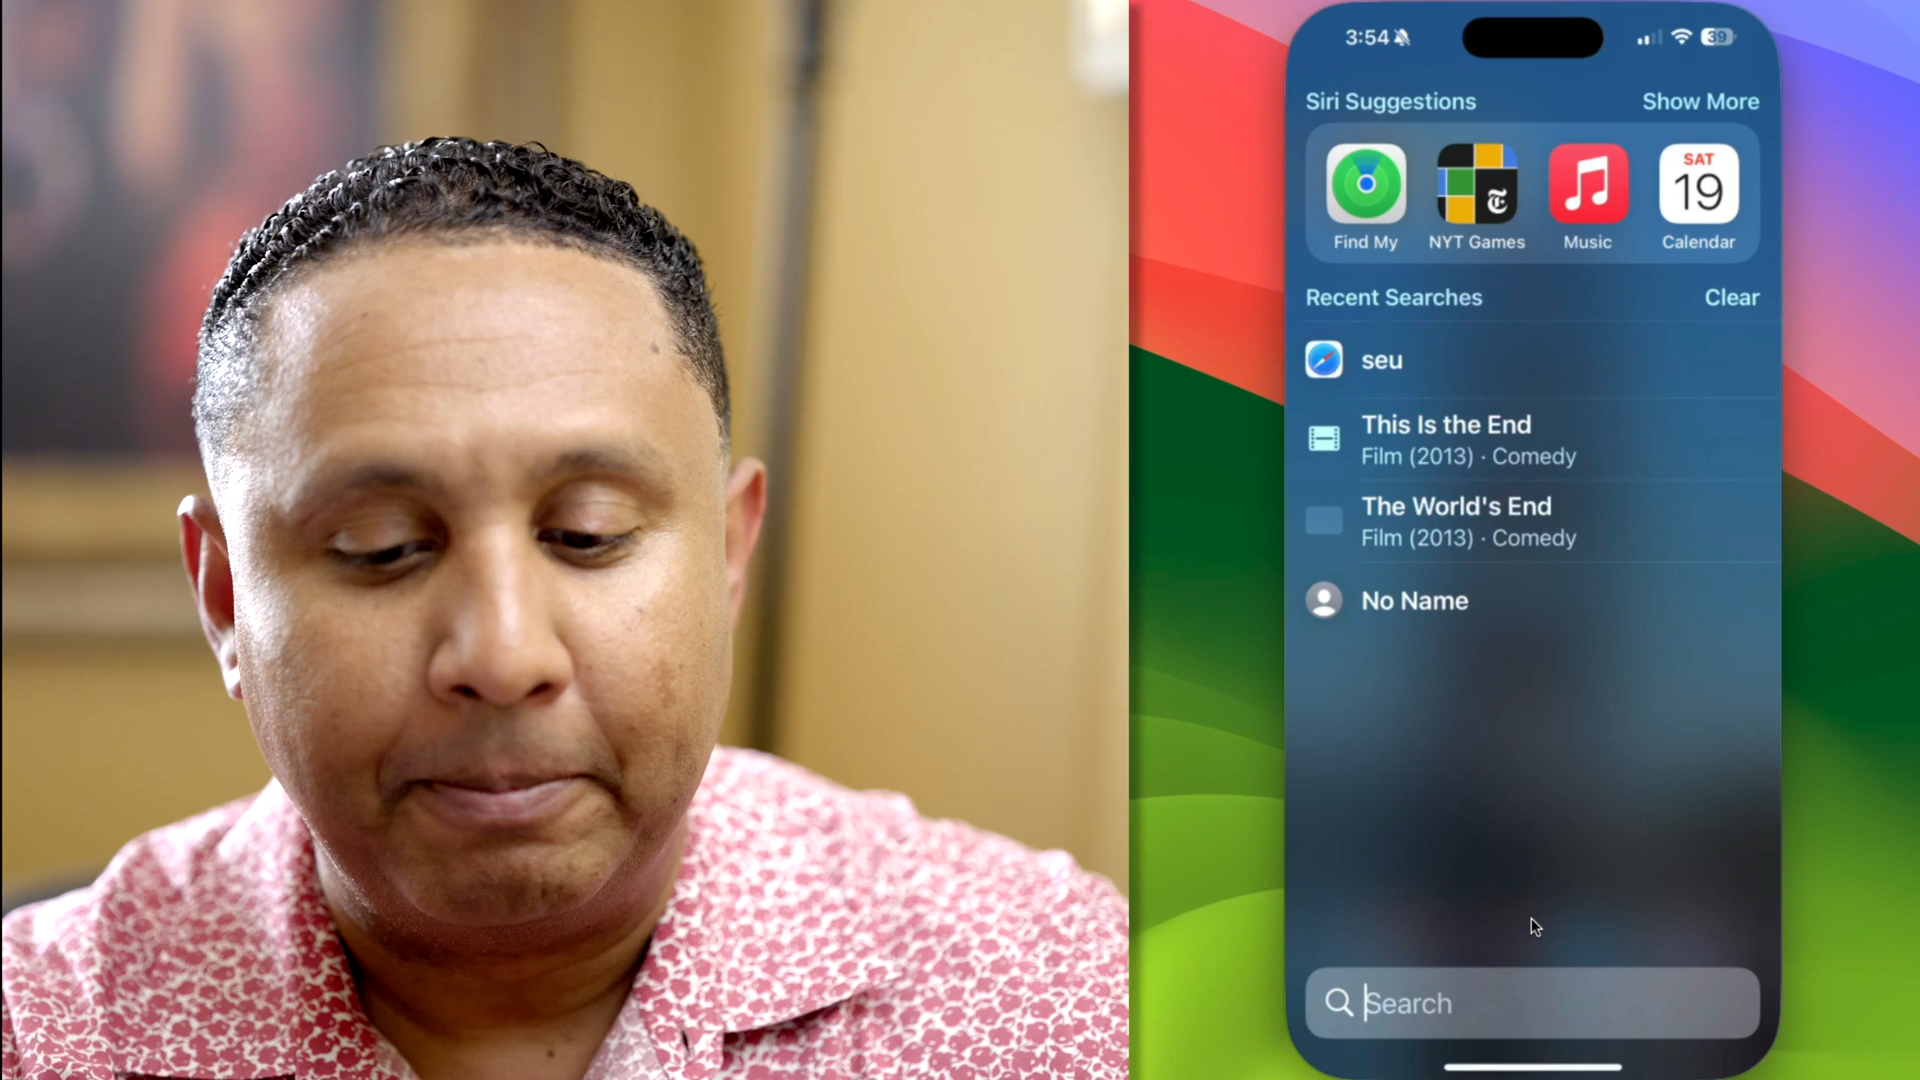 3:54 39
Siri Suggestions Show More
SAT
19
Find My NYT Games Music Calendar
Recent Searches Clear
seu
This Is the End
Film (2013) · Comedy
The World's End
Film (2013) · Comedy
No Name
Search